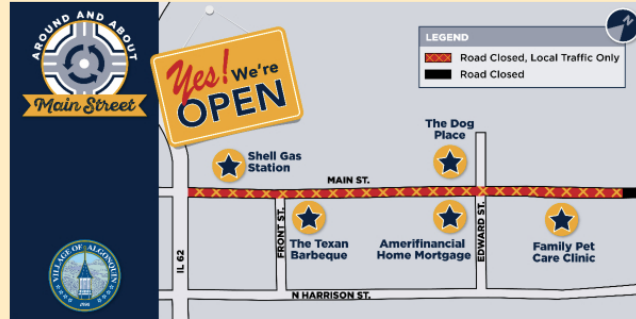 AROUND AND ABOUT
Main Street
Yes! We're
OPEN
N
LEGEND
Road Closed, Local Traffic Only
Road Closed
The Dog
Place
Shell Gas
Station
MAIN ST.
IL 62
FRONT ST.
EDWARD ST.
The Texan
Barbeque
Amerifinancial
Home Mortgage
Family Pet
Care Clinic
N HARRISON ST.
VILLAGE OF ALGONQUIN